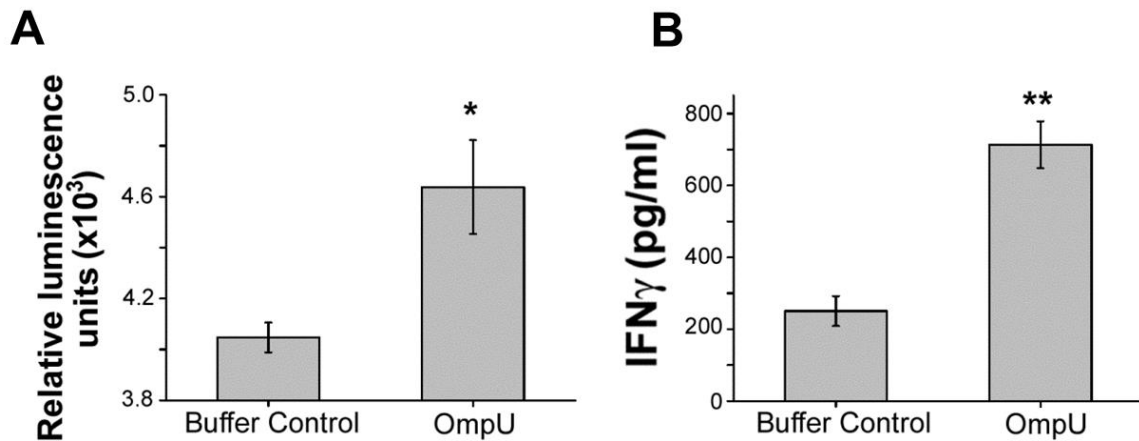 A
Relative luminescence
units (x10³)
5.0
4.6
4.2
3.8
*
Buffer Control
OmpU
B
IFNγ (pg/ml)
800
600
400
200
0
**
Buffer Control
OmpU